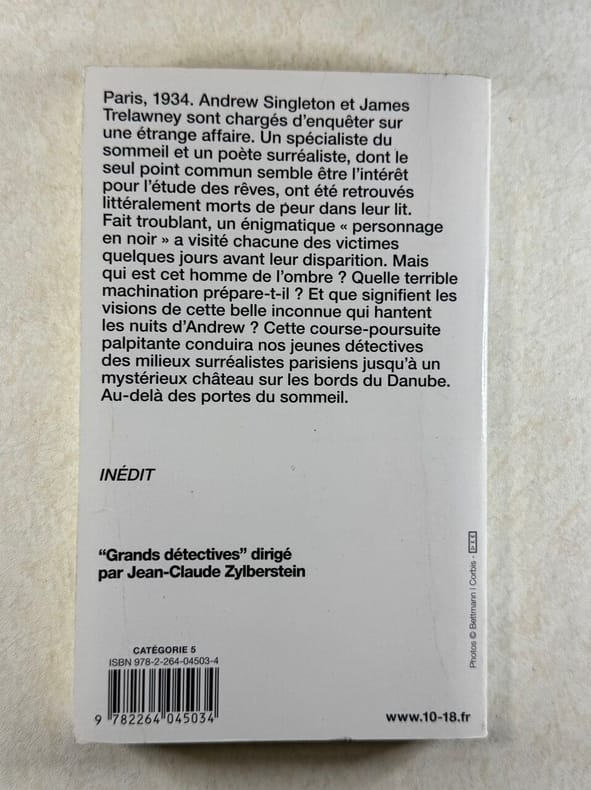 Paris, 1934. Andrew Singleton et James
Trelawney sont chargés d'enquêter sur
une étrange affaire. Un spécialiste du
sommeil et un poète surréaliste, dont le
seul point commun semble être l'intérêt
pour l'étude des rêves, ont été retrouvés
littéralement morts de peur dans leur lit.
Fait troublant, un énigmatique « personnage
en noir » a visité chacune des victimes
quelques jours avant leur disparition. Mais
qui est cet homme de l'ombre ? Quelle terrible
machination prépare-t-il ? Et que signifient les
visions de cette belle inconnue qui hantent
les nuits d'Andrew ? Cette course-poursuite
palpitante conduira nos jeunes détectives
des milieux surréalistes parisiens jusqu'à un
mystérieux château sur les bords du Danube.
Au-delà des portes du sommeil.
INÉDIT
“Grands détectives” dirigé
par Jean-Claude Zylberstein
CATÉGORIE 5
ISBN 978-2-264-04503-4
9 782264 045034
www.10-18.fr
Photos © Bettmann | Corbis -